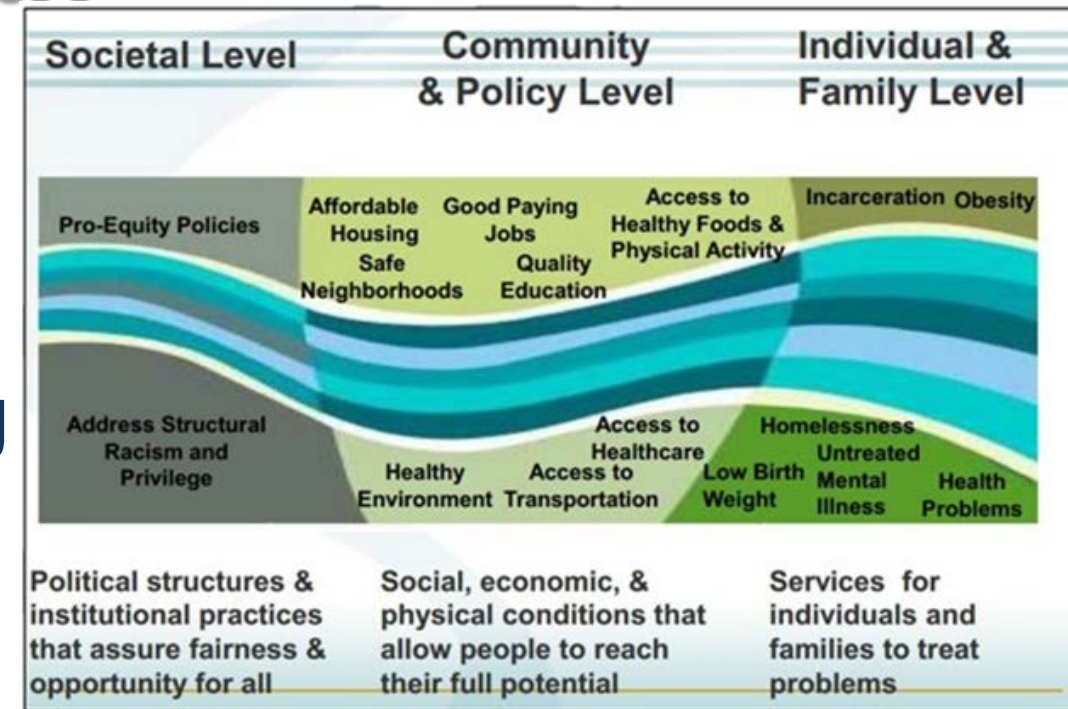 Societal Level
Community
& Policy Level
Individual &
Family Level
Pro-Equity Policies
Affordable
Housing
Safe
Neighborhoods
Good Paying
Jobs
Quality
Education
Access to
Healthy Foods &
Physical Activity
Incarceration
Obesity
Address Structural
Racism and
Privilege
Healthy
Environment
Access to
Transportation
Access to
Healthcare
Low Birth
Weight
Homelessness
Untreated
Mental
Illness
Health
Problems
Political structures &
institutional practices
that assure fairness &
opportunity for all
Social, economic, &
physical conditions that
allow people to reach
their full potential
Services for
individuals and
families to treat
problems